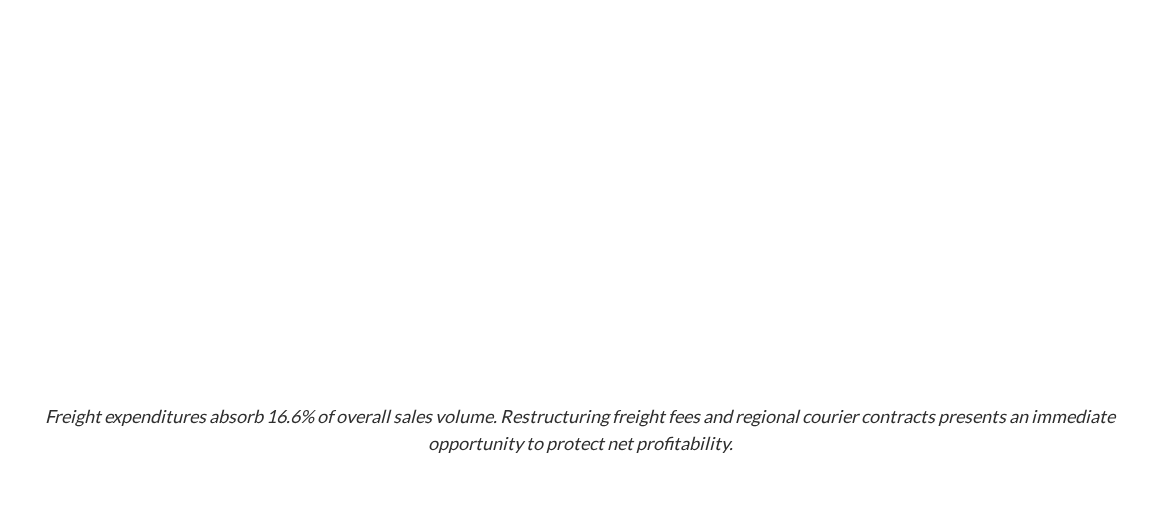 Freight expenditures absorb 16.6% of overall sales volume. Restructuring freight fees and regional courier contracts presents an immediate
opportunity to protect net profitability.